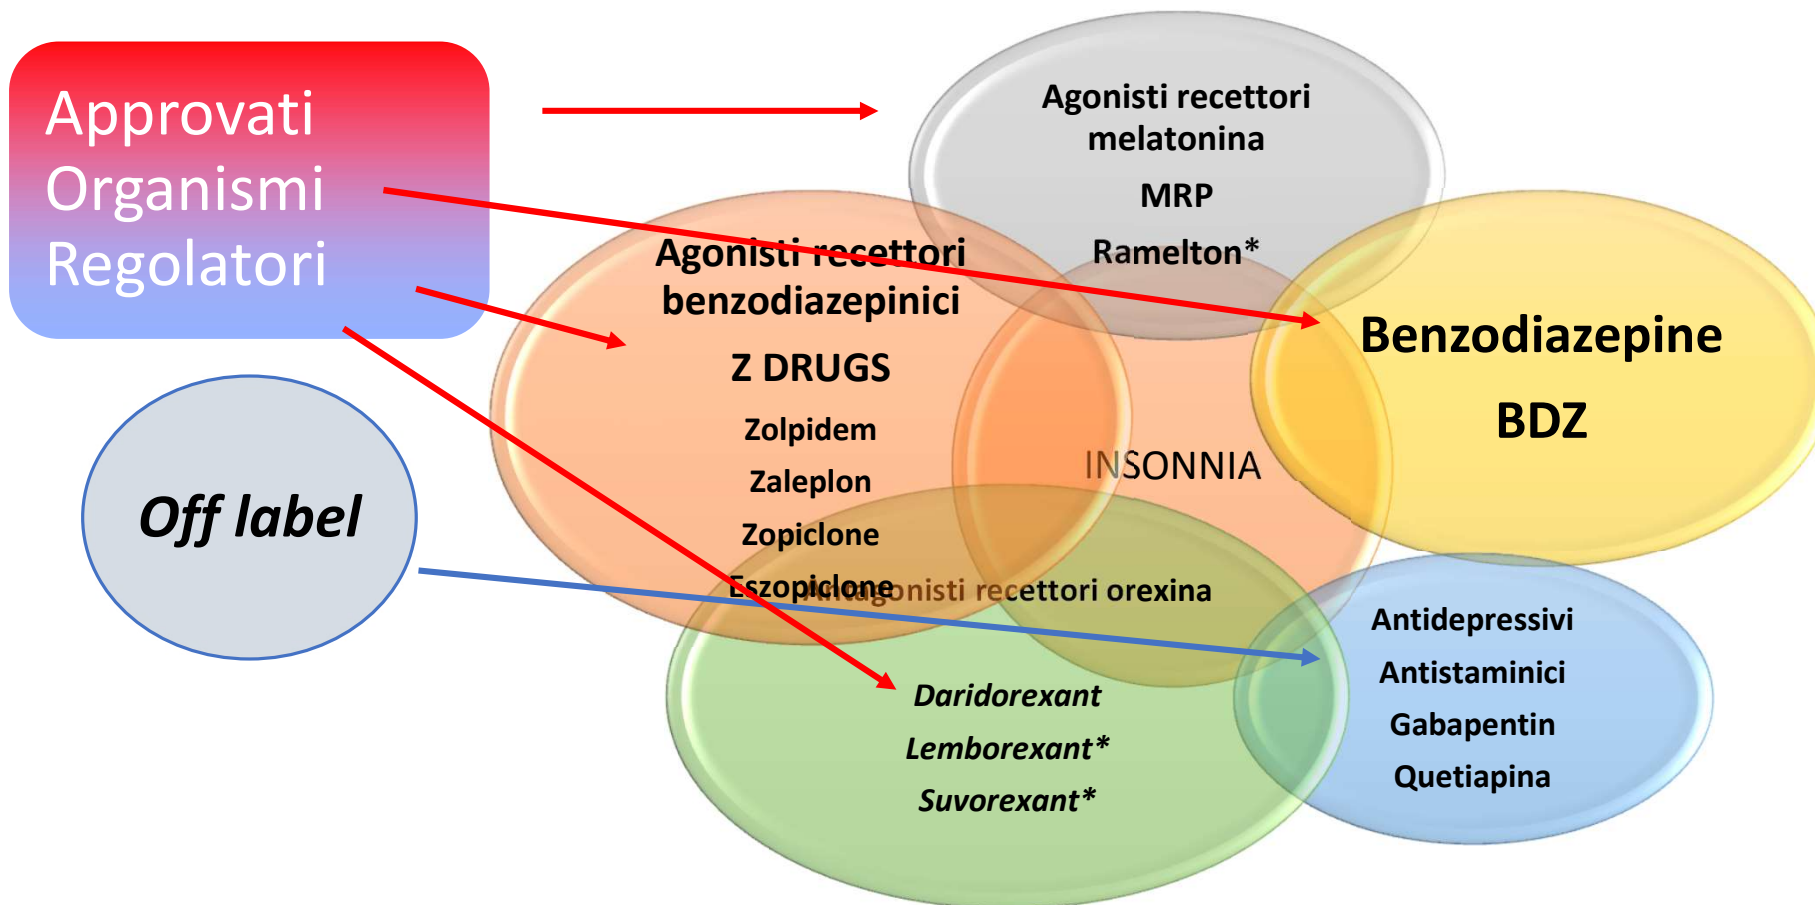 Approvati
Organismi
Regolatori
Off label
Agonisti recettori
melatonina
MRP
Ramelton*
Agonisti recettori
benzodiazepinici
Z DRUGS
Zolpidem
Zaleplon
Zopiclone
Eszopiclone
Benzodiazepine
BDZ
INSONNIA
Antagonisti recettori orexina
Daridorexant
Lemborexant*
Suvorexant*
Antidepressivi
Antistaminici
Gabapentin
Quetiapina